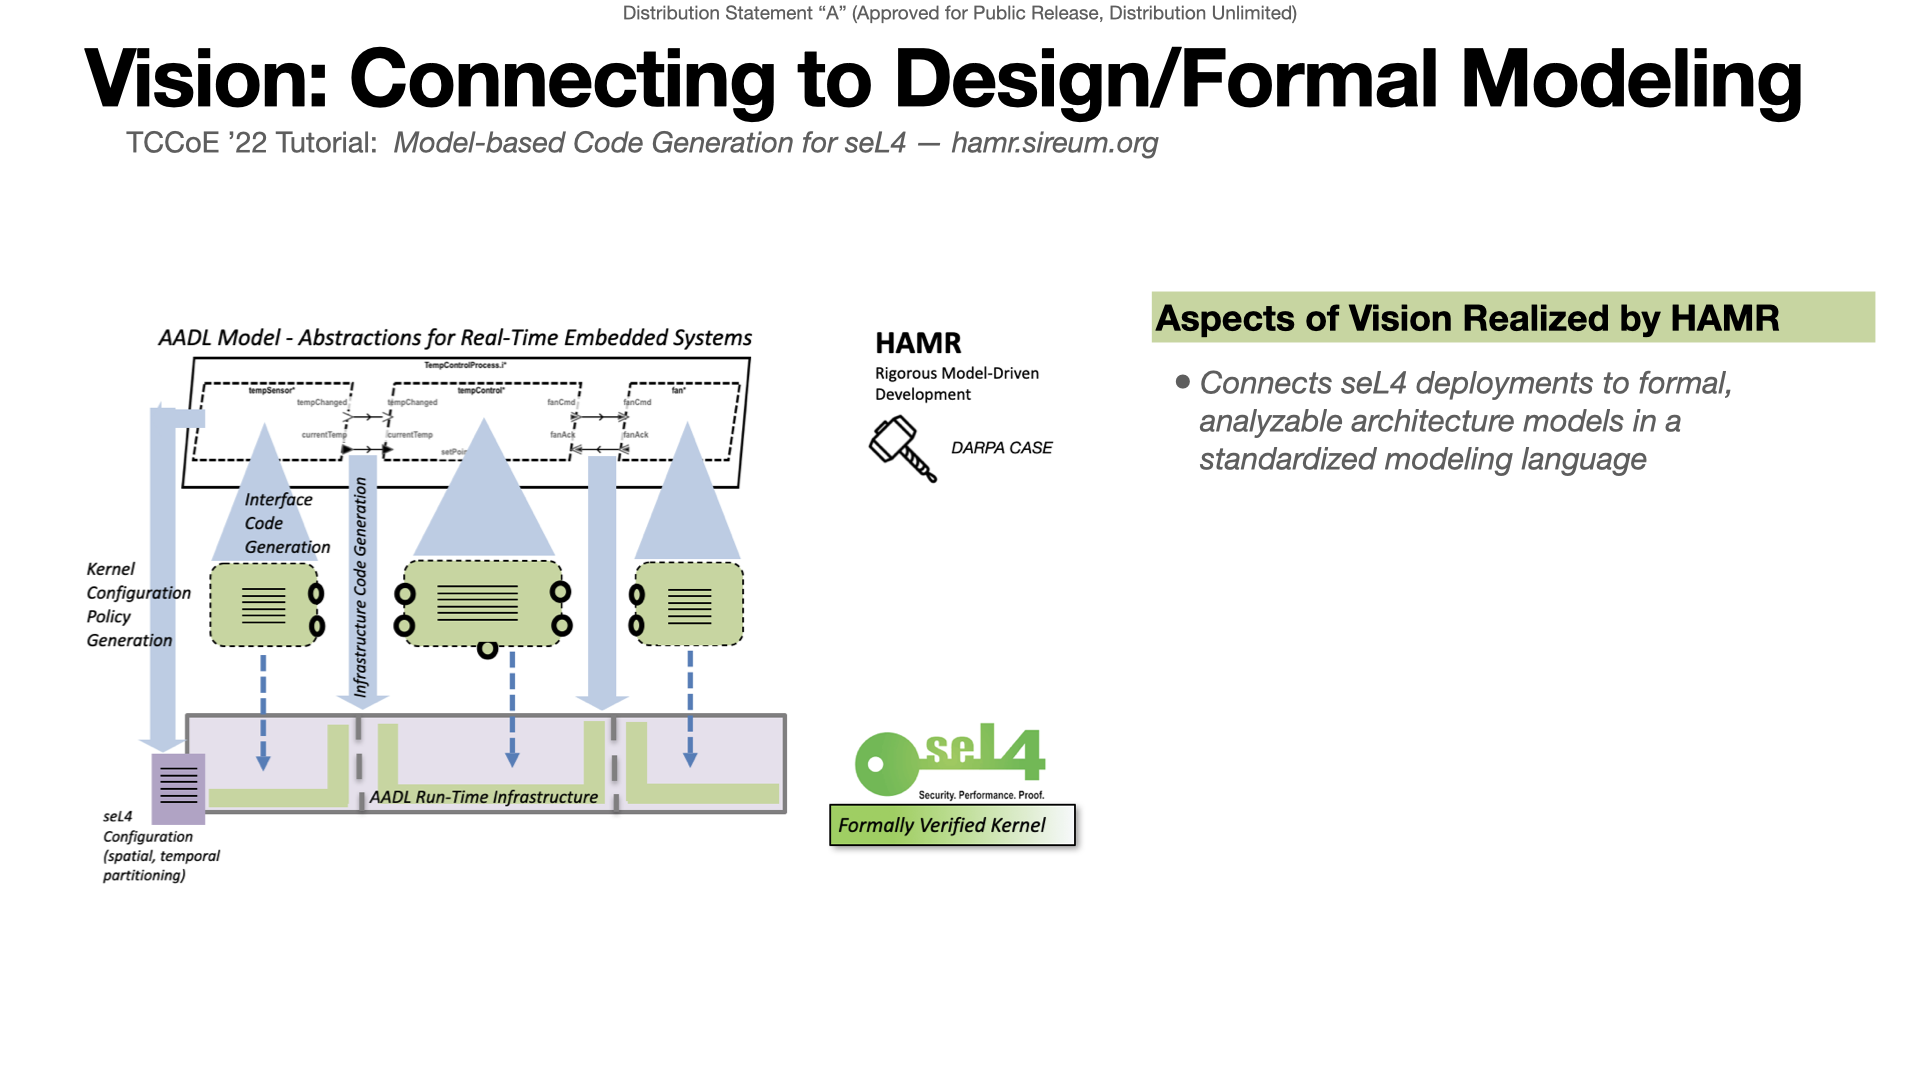 Distribution Statement “A” (Approved for Public Release, Distribution Unlimited)
Vision: Connecting to Design/Formal Modeling
TCCoE ’22 Tutorial: Model-based Code Generation for seL4 — hamr.sireum.org
AADL Model - Abstractions for Real-Time Embedded Systems
TempControlProcess.i*
tempSensor*
tempControl*
fan*
tempChanged
tempChanged
fanCmd
fanCmd
currentTemp
currentTemp
fanAck
fanAck
Interface
Code
Generation
Infrastructure Code Generation
Kernel
Configuration
Policy
Generation
AADL Run-Time Infrastructure
seL4
Configuration
(spatial, temporal
partitioning)
HAMR
Rigorous Model-Driven
Development
DARPA CASE
seL4
Security. Performance. Proof.
Formally Verified Kernel
Aspects of Vision Realized by HAMR
• Connects seL4 deployments to formal,
analyzable architecture models in a
standardized modeling language